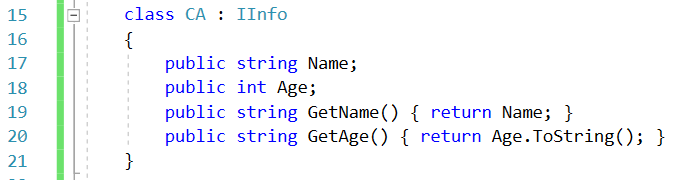 15 class CA : IInfo
16 {
17 public string Name;
18 public int Age;
19 public string GetName() { return Name; }
20 public string GetAge() { return Age.ToString(); }
21 }